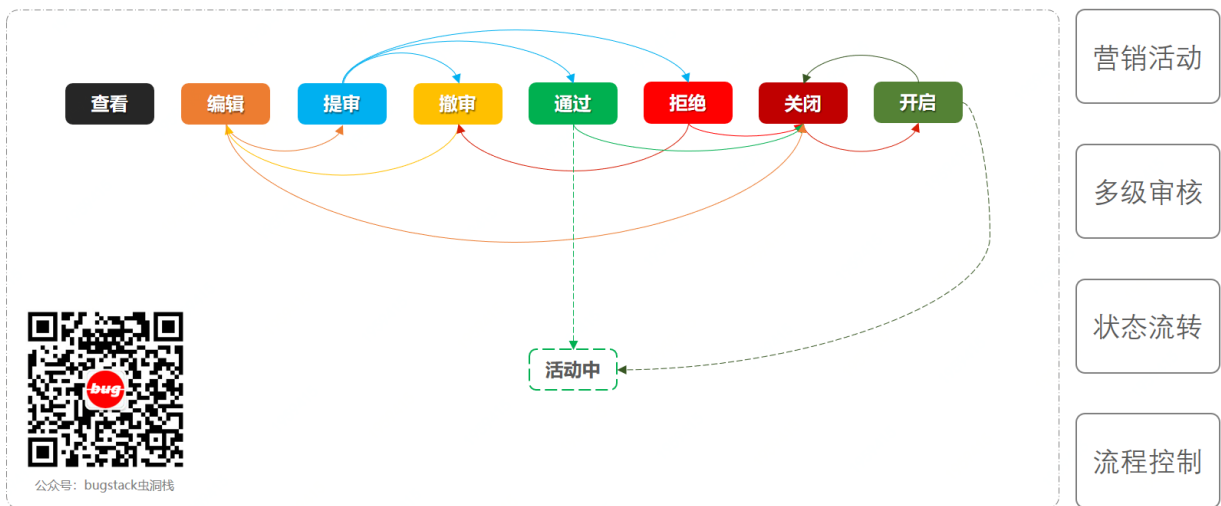 查看
编辑
提审
撤审
通过
拒绝
关闭
开启
活动中
bug
公众号：bugstack虫洞栈
营销活动
多级审核
状态流转
流程控制